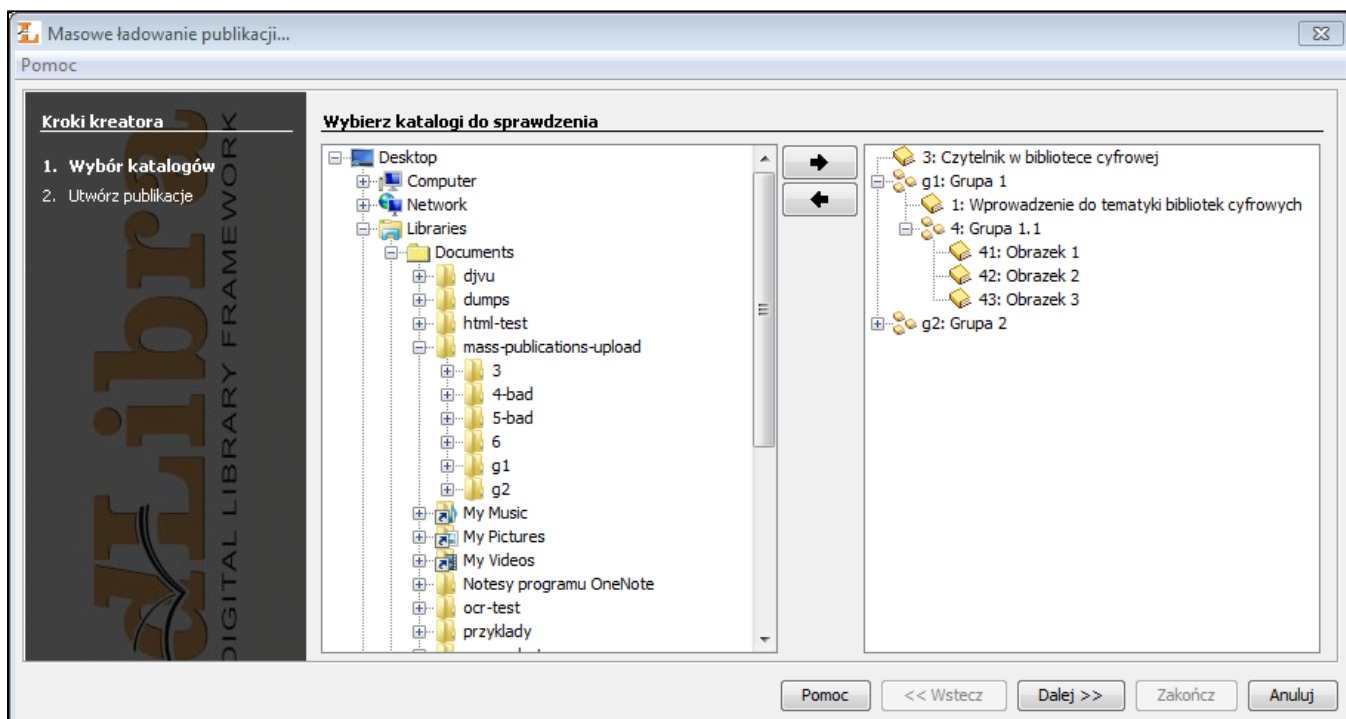 Masowe ładowanie publikacji...
Pomoc
Kroki kreatora
1. Wybór katalogów
2. Utwórz publikacje
dLibra
DIGITAL LIBRARY FRAMEWORK
Wybierz katalogi do sprawdzenia
Desktop
Computer
Network
Libraries
Documents
djvu
dumps
html-test
mass-publications-upload
3
4-bad
5-bad
6
g1
g2
My Music
My Pictures
My Videos
Notesy programu OneNote
ocr-test
przyklady
3: Czytelnik w bibliotece cyfrowej
g1: Grupa 1
1: Wprowadzenie do tematyki bibliotek cyfrowych
4: Grupa 1.1
41: Obrazek 1
42: Obrazek 2
43: Obrazek 3
g2: Grupa 2
Pomoc
<< Wstecz
Dalej >>
Zakończ
Anuluj